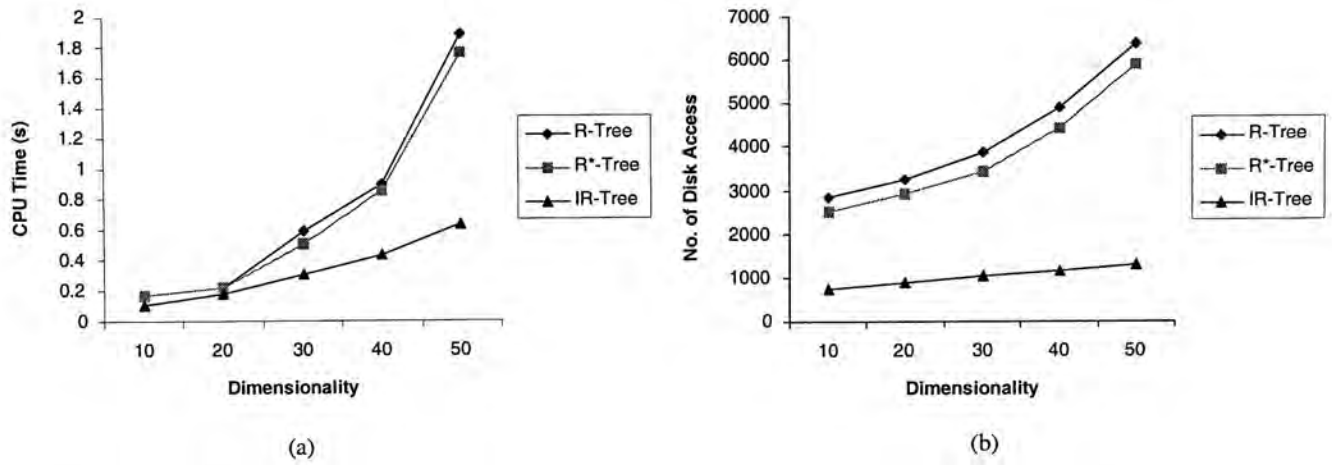 2
1.8
1.6
1.4
1.2
1
0.8
0.6
0.4
0.2
0
CPU Time (s)
10 20 30 40 50
Dimensionality
R-Tree
R*-Tree
IR-Tree
(a)
7000
6000
5000
4000
3000
2000
1000
0
No. of Disk Access
10 20 30 40 50
Dimensionality
R-Tree
R*-Tree
IR-Tree
(b)